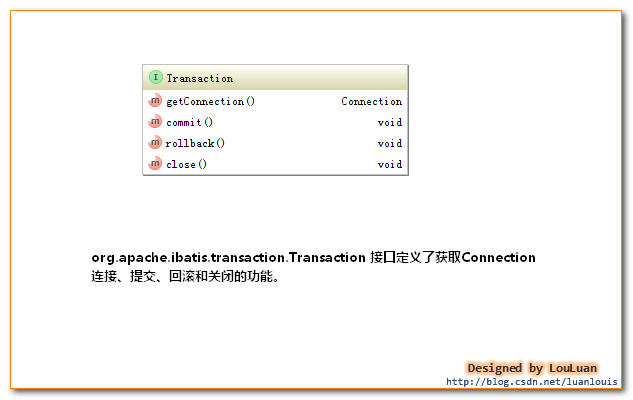 I Transaction
m getConnection() Connection
m commit() void
m rollback() void
m close() void
org.apache.ibatis.transaction.Transaction 接口定义了获取Connection
连接、提交、回滚和关闭的功能。
Designed by LouLuan
http://blog.csdn.net/luanlouis